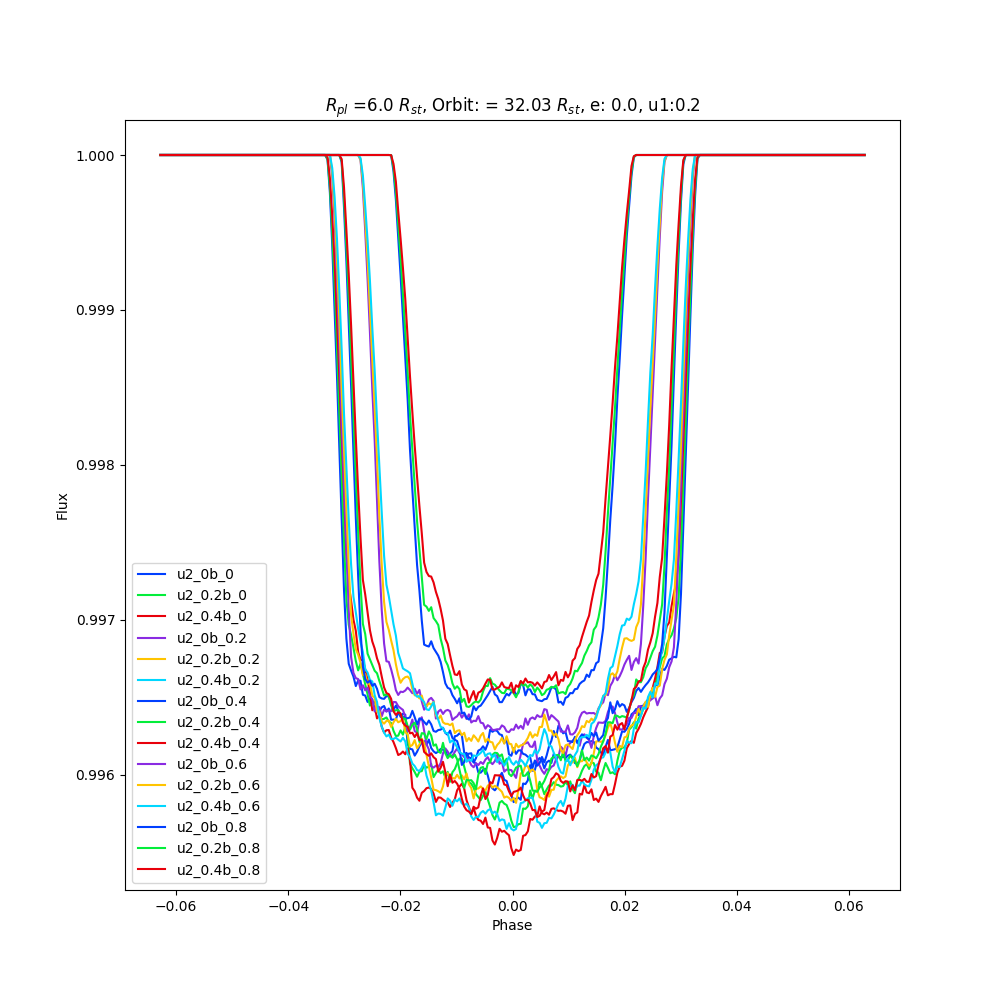 R_pl =6.0 R_st, Orbit: = 32.03 R_st, e: 0.0, u1:0.2
1.000
0.999
0.998
0.997
0.996
Flux
u2_0b_0
u2_0.2b_0
u2_0.4b_0
u2_0b_0.2
u2_0.2b_0.2
u2_0.4b_0.2
u2_0b_0.4
u2_0.2b_0.4
u2_0.4b_0.4
u2_0b_0.6
u2_0.2b_0.6
u2_0.4b_0.6
u2_0b_0.8
u2_0.2b_0.8
u2_0.4b_0.8
−0.06 −0.04 −0.02 0.00 0.02 0.04 0.06
Phase